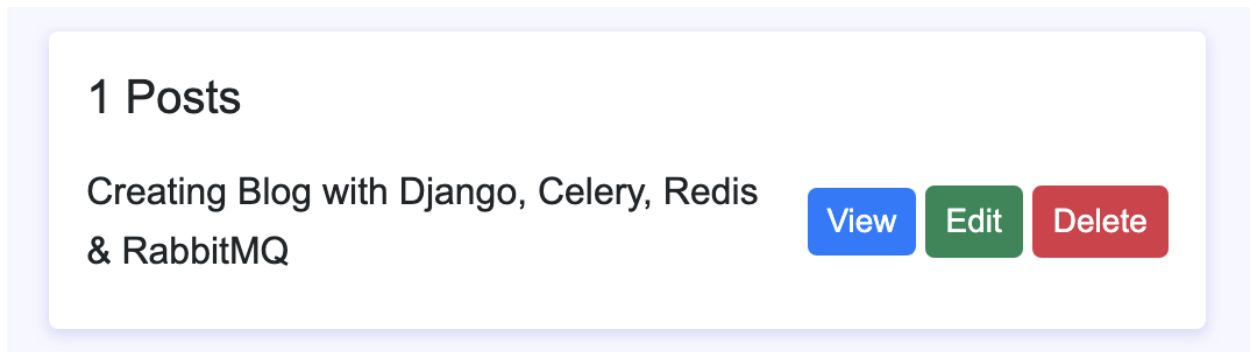 1 Posts
Creating Blog with Django, Celery, Redis
& RabbitMQ
View Edit Delete